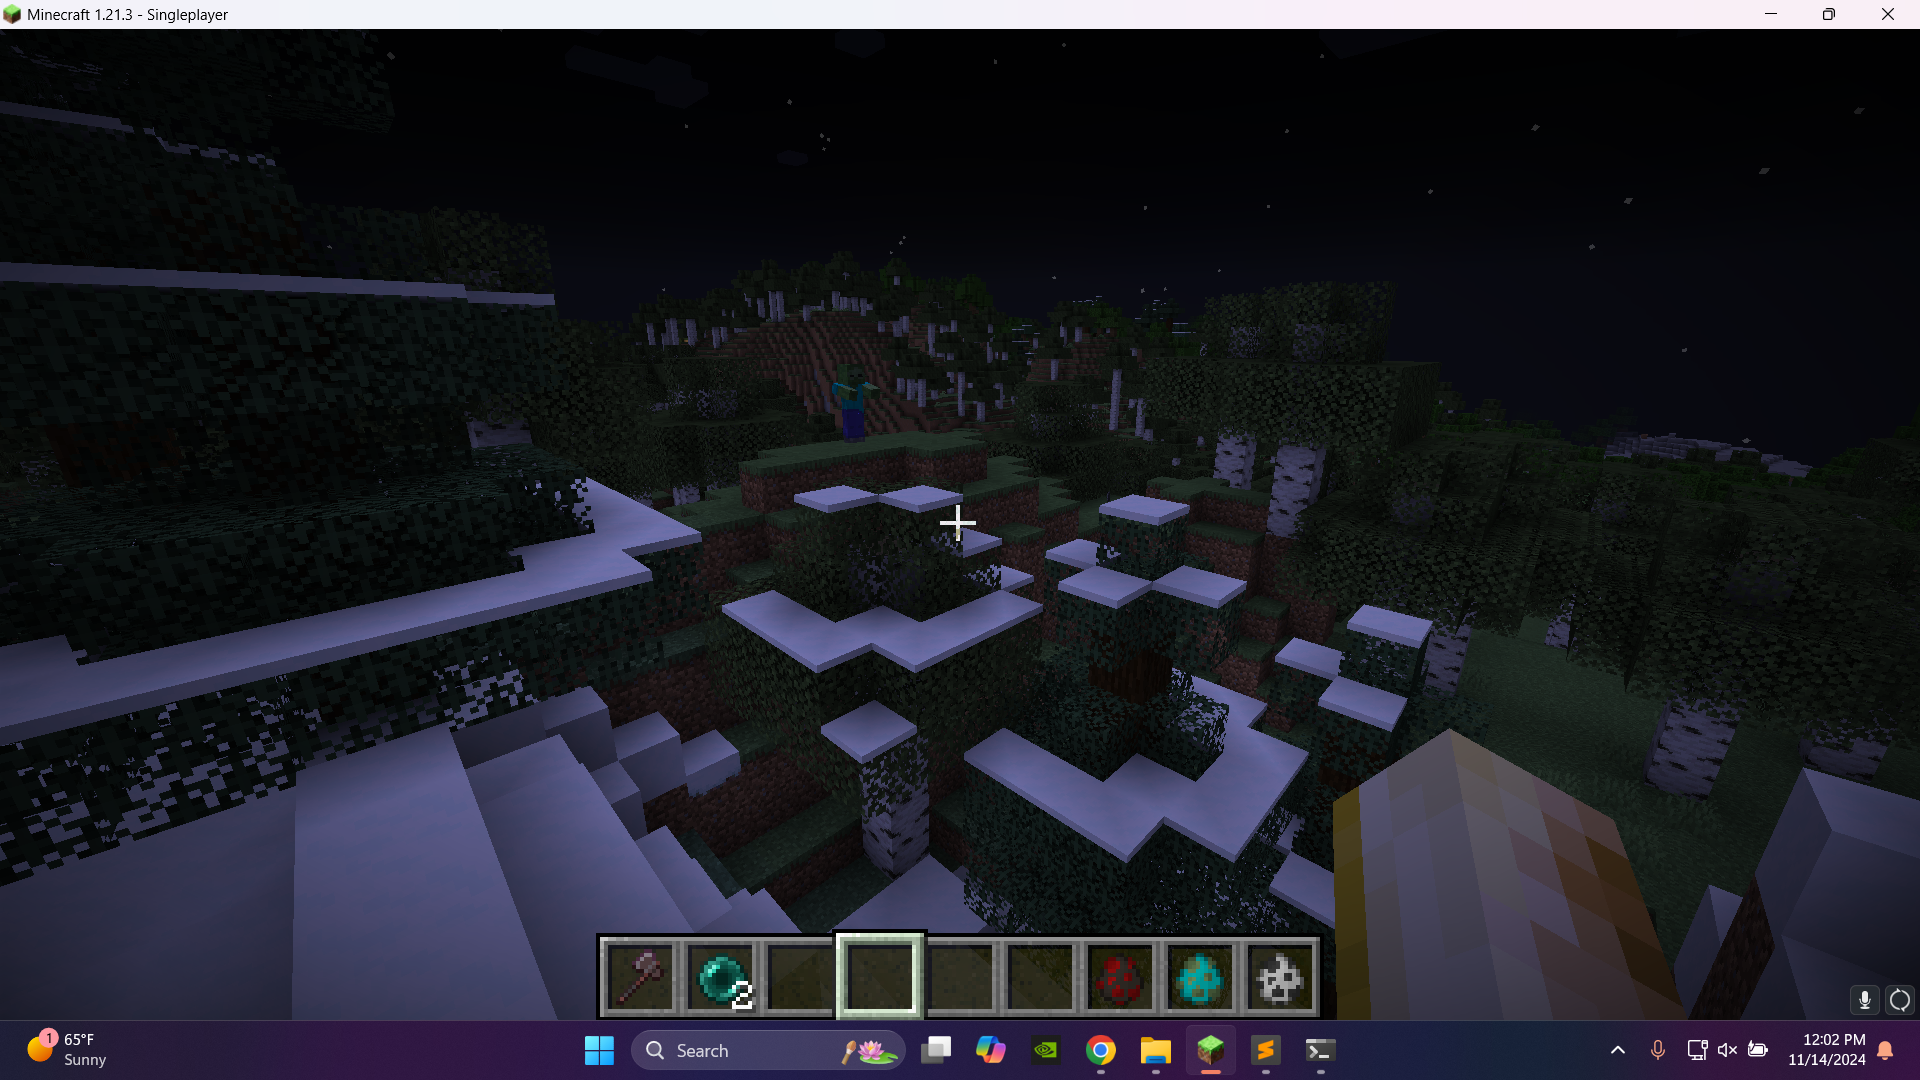 Minecraft 1.21.3 - Singleplayer
2
1
65°F
Sunny
Search
12:02 PM
11/14/2024